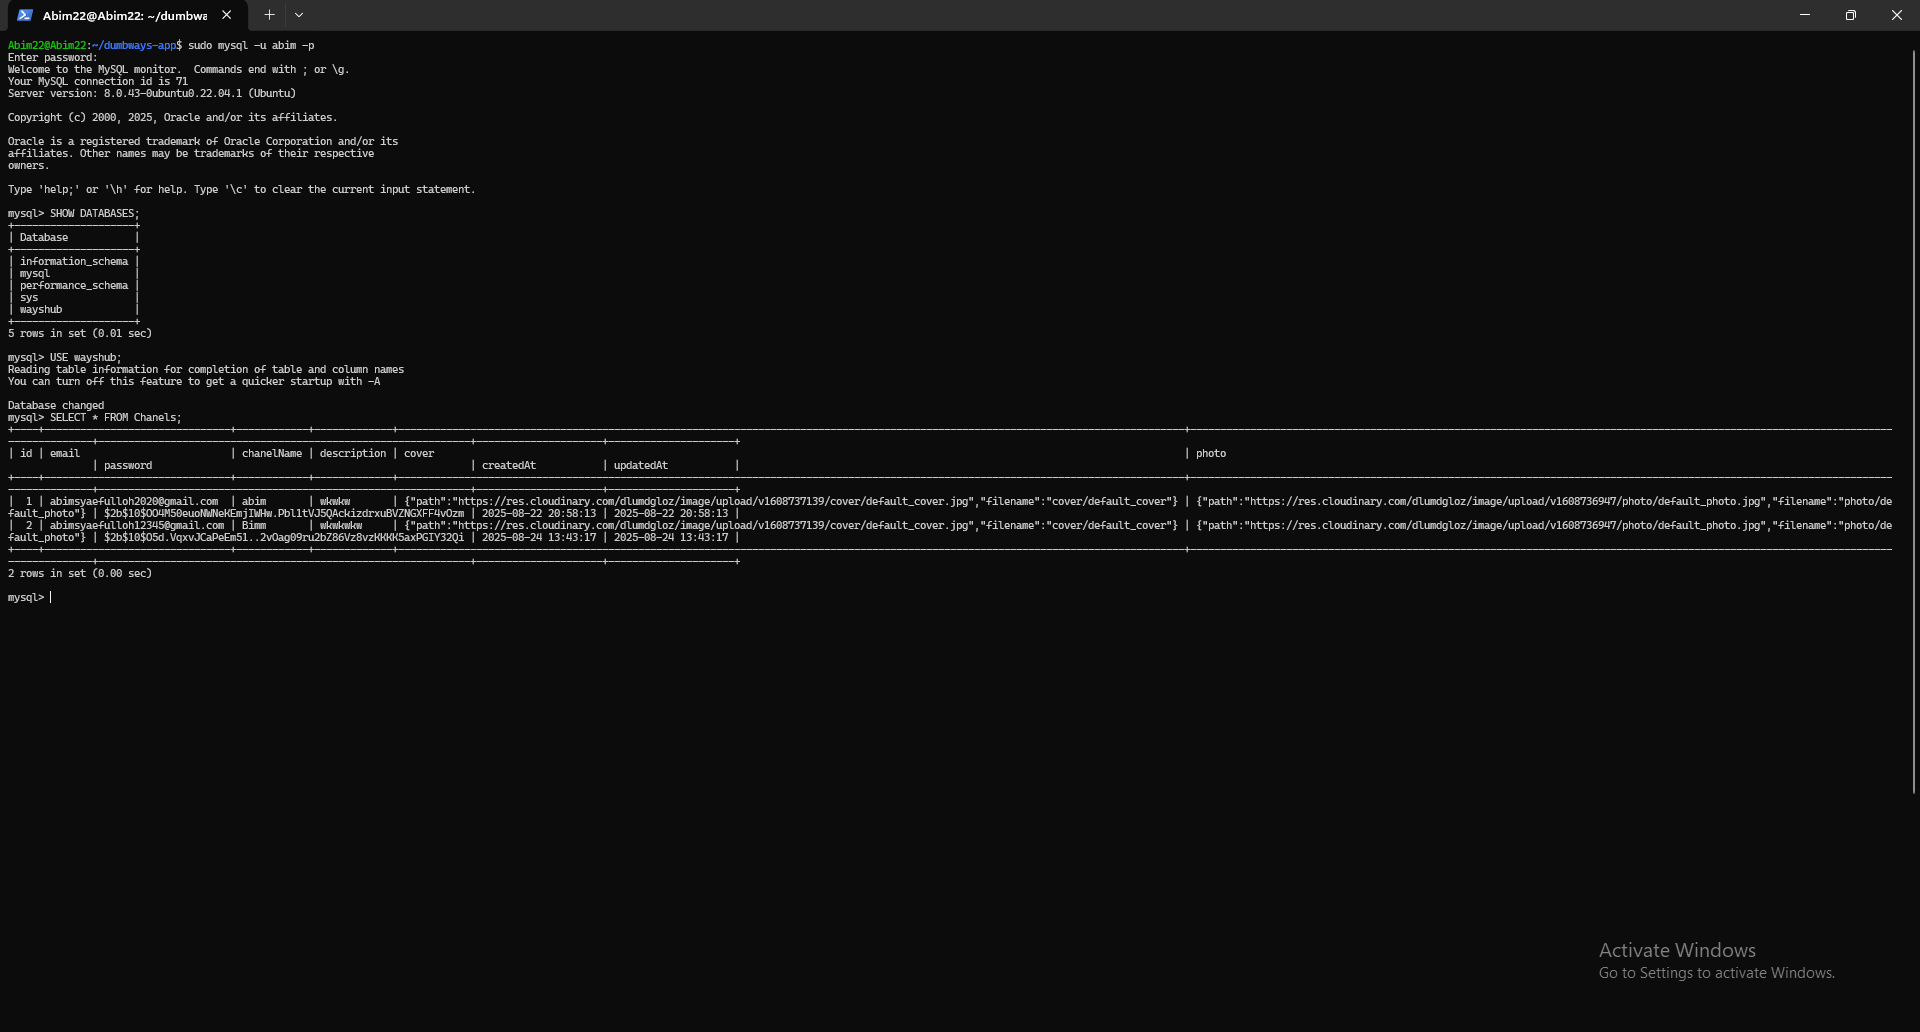 Abim22@Abim22: ~/dumbwa
Abim22@Abim22:~/dumbways-app$ sudo mysql -u abim -p
Enter password:
Welcome to the MySQL monitor.  Commands end with ; or \g.
Your MySQL connection id is 71
Server version: 8.0.43-0ubuntu0.22.04.1 (Ubuntu)
Copyright (c) 2000, 2025, Oracle and/or its affiliates.
Oracle is a registered trademark of Oracle Corporation and/or its
affiliates. Other names may be trademarks of their respective
owners.
Type 'help;' or '\h' for help. Type '\c' to clear the current input statement.
mysql> SHOW DATABASES;
| Database |
| information_schema |
| mysql |
| performance_schema |
| sys |
| wayshub |
5 rows in set (0.01 sec)
mysql> USE wayshub;
Reading table information for completion of table and column names
You can turn off this feature to get a quicker startup with -A
Database changed
mysql> SELECT * FROM Chanels;
| id | email | chanelName | description | cover | photo
| password | createdAt | updatedAt |
| 1 | abimsyaefulloh2020@gmail.com | abim | wkwkw | {"path":"https://res.cloudinary.com/dlumdgloz/image/upload/v1608737139/cover/default_cover.jpg","filename":"cover/default_cover"} | {"path":"https://res.cloudinary.com/dlumdgloz/image/upload/v1608736947/photo/default_photo.jpg","filename":"photo/de
fault_photo"} | $2b$10$OO4M50euoNWNeKEmjIWHw.Pbl1tVJ5QAckizdrxuBVZNGXFF4vOzm | 2025-08-22 20:58:13 | 2025-08-22 20:58:13 |
| 2 | abimsyaefulloh12345@gmail.com | Bimm | wkwkwkw | {"path":"https://res.cloudinary.com/dlumdgloz/image/upload/v1608737139/cover/default_cover.jpg","filename":"cover/default_cover"} | {"path":"https://res.cloudinary.com/dlumdgloz/image/upload/v1608736947/photo/default_photo.jpg","filename":"photo/de
fault_photo"} | $2b$10$O5d.VqxvJCaPeEm51..2vOag09ru2bZ86Vz8vzKKKK5axPGIY32Qi | 2025-08-24 13:43:17 | 2025-08-24 13:43:17 |
2 rows in set (0.00 sec)
mysql>
Activate Windows
Go to Settings to activate Windows.